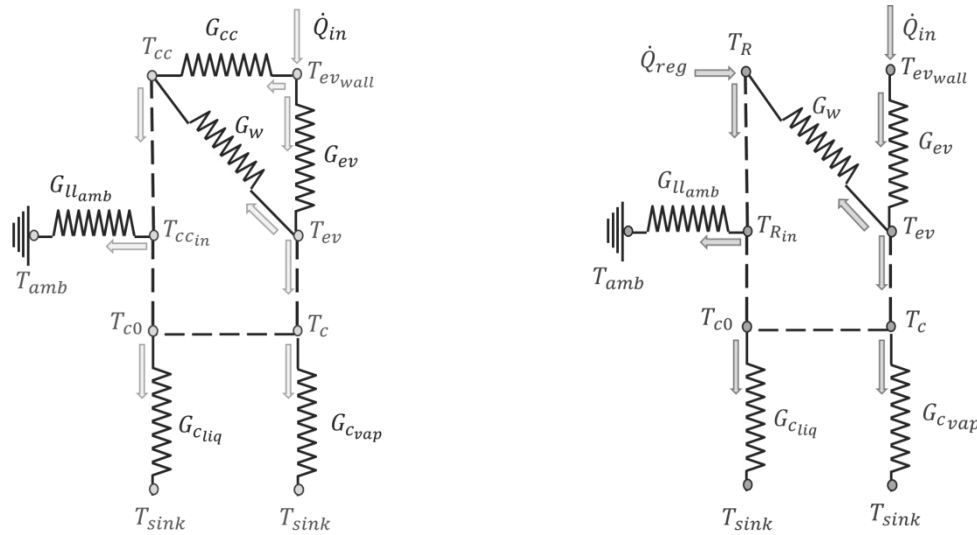 G_cc Q̇_in
T_cc T_ev_wall
G_w G_ev
G_ll_amb
T_cc_in T_ev
T_amb
T_c0 T_c
G_c_liq G_c_vap
T_sink T_sink
Q̇_in
T_R
Q̇_reg T_ev_wall
G_w G_ev
G_ll_amb
T_R_in T_ev
T_amb
T_c0 T_c
G_c_liq G_c_vap
T_sink T_sink